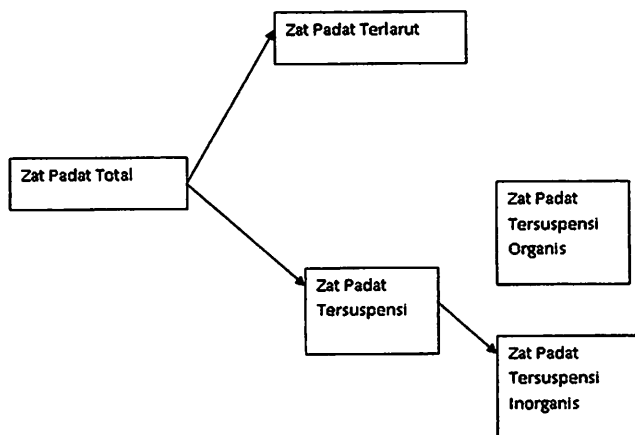 Zat Padat Terlarut
Zat Padat Total
Zat Padat
Tersuspensi
Organis
Zat Padat
Tersuspensi
Zat Padat
Tersuspensi
Inorganis